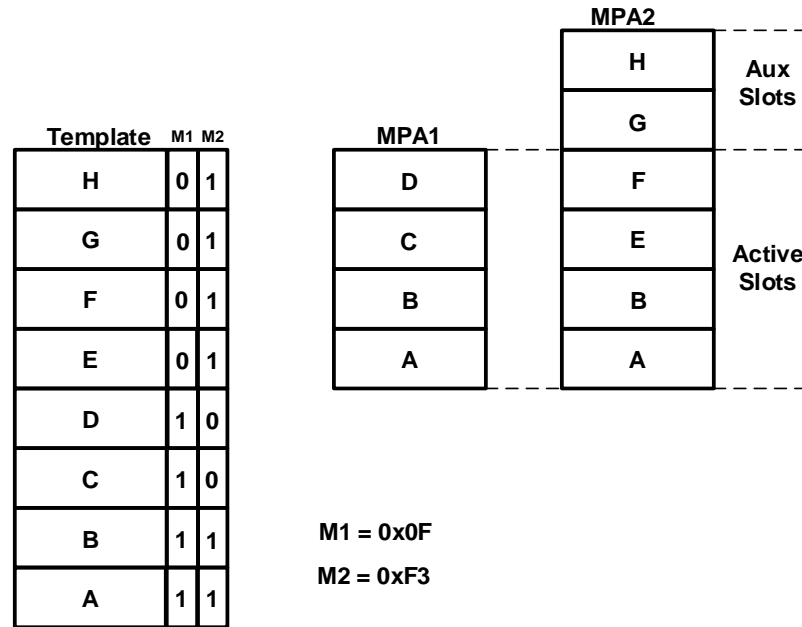 MPA2
H
Aux
Slots
G
Template M1 M2
MPA1
H 0 1
D
F
G 0 1
C
E
Active
Slots
F 0 1
B
B
E 0 1
A
A
D 1 0
C 1 0
B 1 1
M1 = 0x0F
A 1 1
M2 = 0xF3